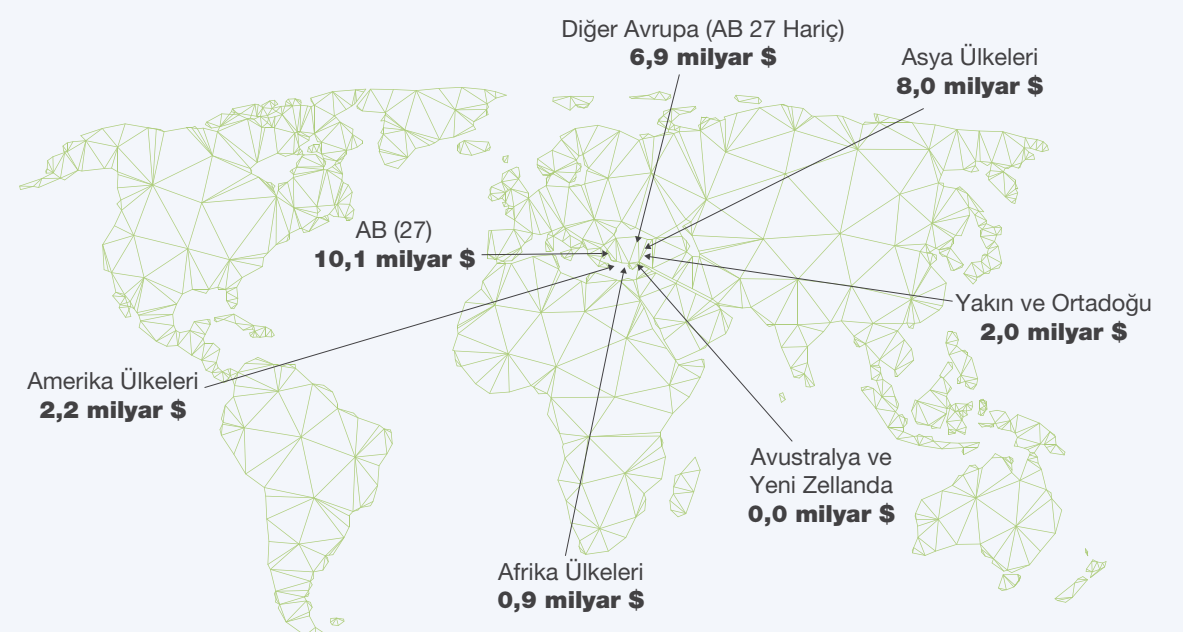 Diğer Avrupa (AB 27 Hariç)
6,9 milyar $
Asya Ülkeleri
8,0 milyar $
AB (27)
10,1 milyar $
Yakın ve Ortadoğu
2,0 milyar $
Amerika Ülkeleri
2,2 milyar $
Avustralya ve
Yeni Zellanda
0,0 milyar $
Afrika Ülkeleri
0,9 milyar $